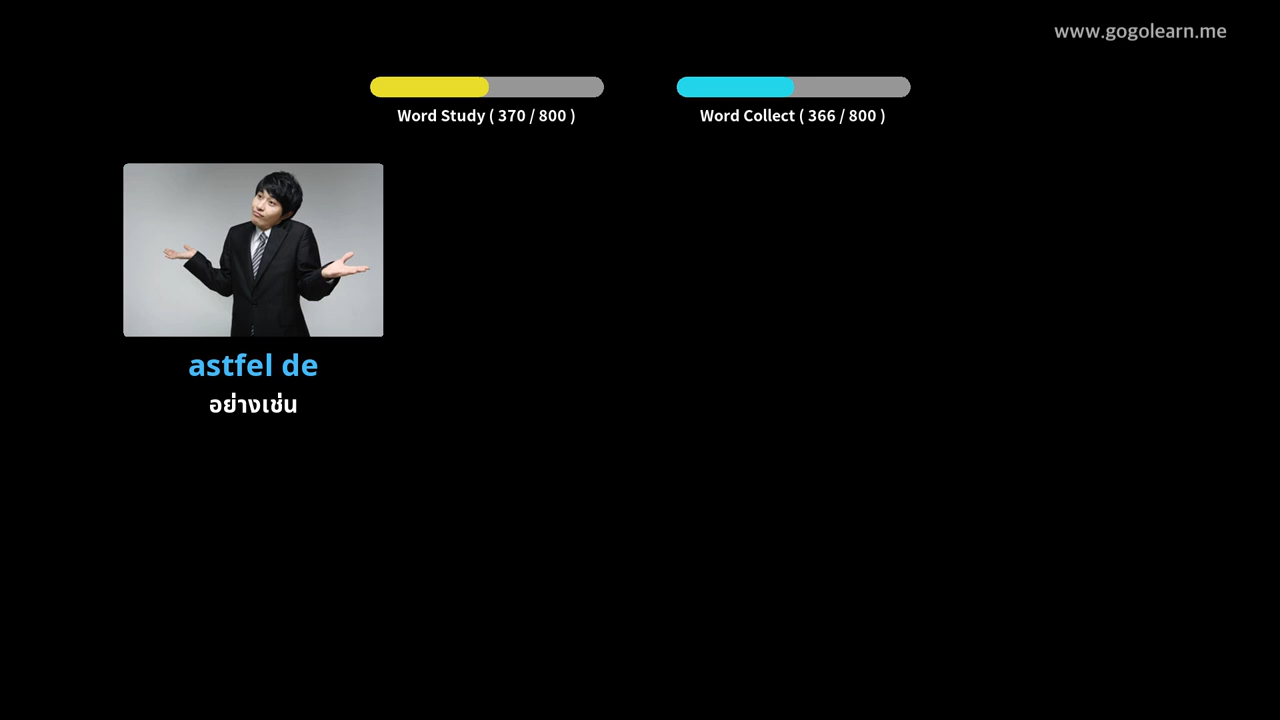 www.gogolearn.me
Word Study ( 370 / 800 )
Word Collect ( 366 / 800 )
astfel de
อย่างเช่น